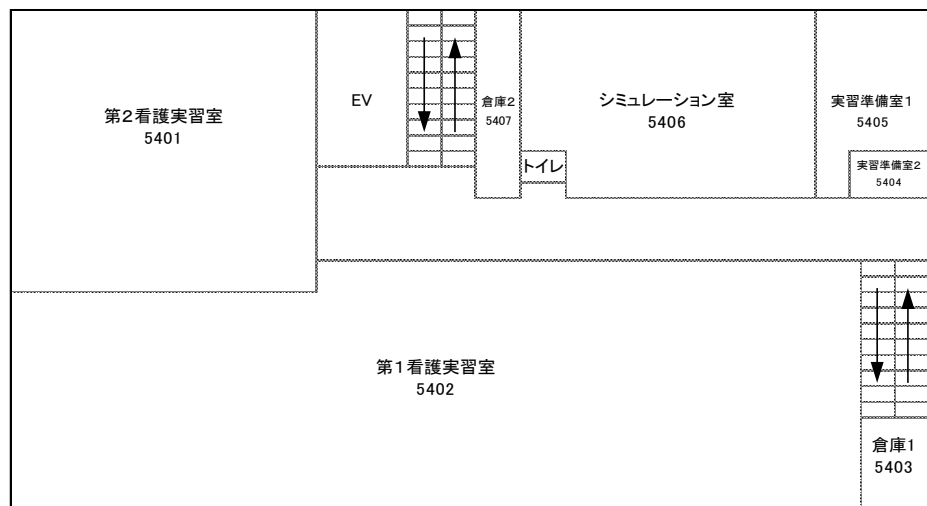 第2看護実習室
5401
EV
倉庫2
5407
シミュレーション室
5406
実習準備室1
5405
トイレ
実習準備室2
5404
第1看護実習室
5402
倉庫1
5403